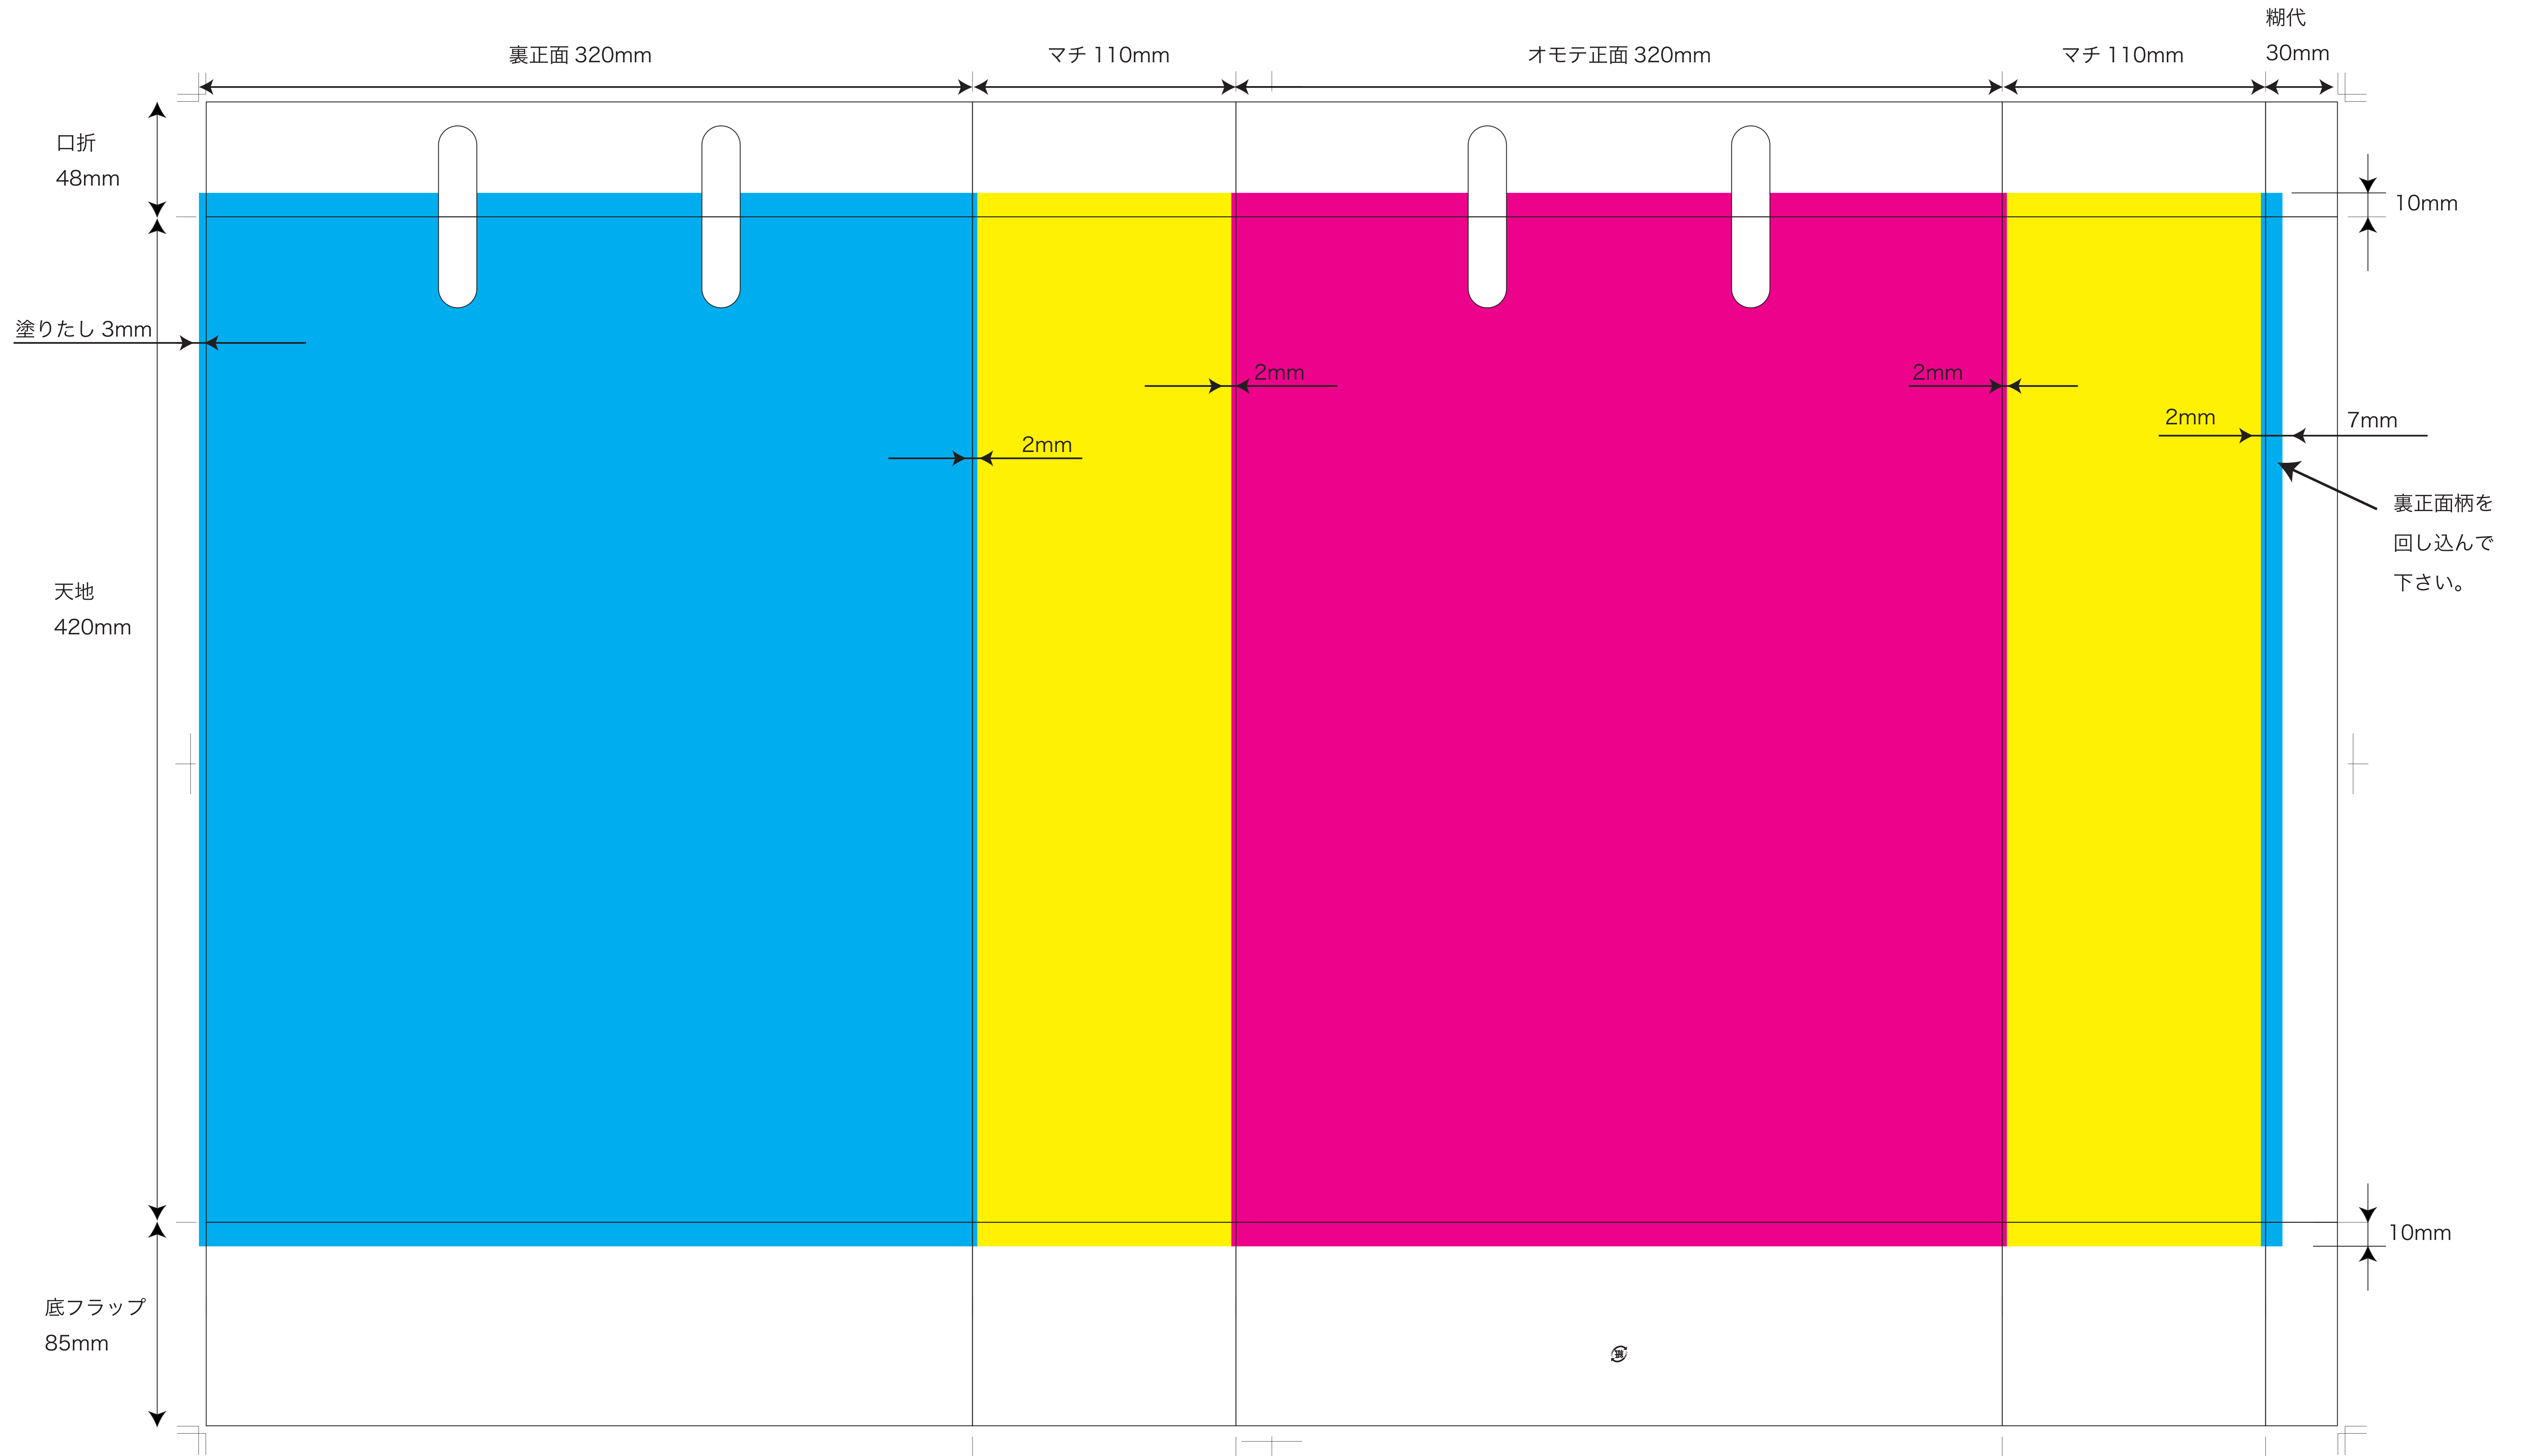 糊代
30mm
裏正面 320mm
マチ 110mm
オモテ正面 320mm
マチ 110mm
口折
48mm
10mm
塗りたし 3mm
2mm
2mm
2mm
2mm
7mm
裏正面柄を
回し込んで
下さい。
天地
420mm
10mm
底フラップ
85mm